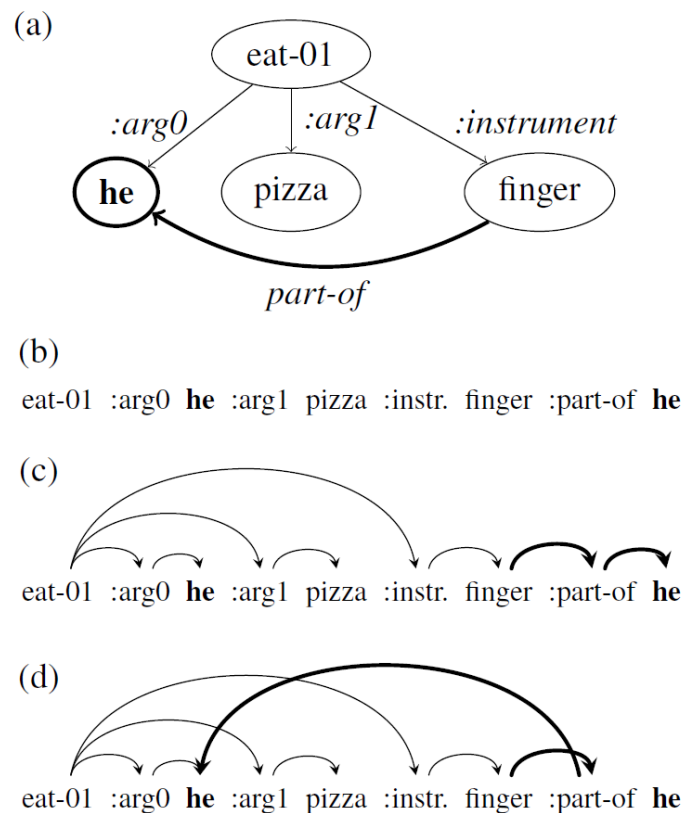 (a)
eat-01
:arg0 :arg1 :instrument
he pizza finger
part-of
(b)
eat-01 :arg0 he :arg1 pizza :instr. finger :part-of he
(c)
eat-01 :arg0 he :arg1 pizza :instr. finger :part-of he
(d)
eat-01 :arg0 he :arg1 pizza :instr. finger :part-of he